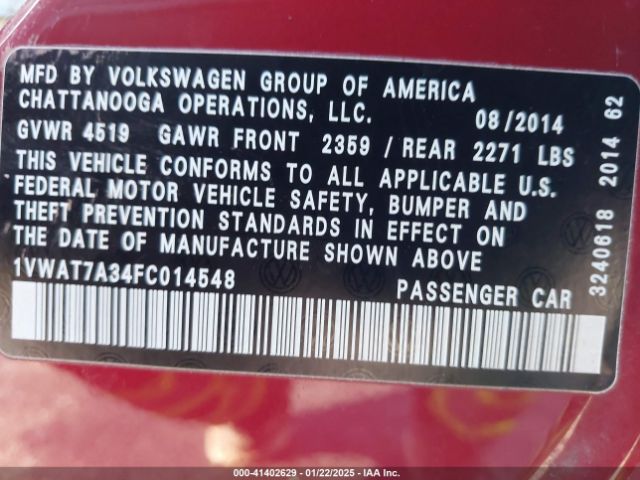 MFD BY VOLKSWAGEN GROUP OF AMERICA
CHATTANOOGA OPERATIONS, LLC. 08/2014
GVWR 4519 GAWR FRONT 2359 / REAR 2271 LBS
THIS VEHICLE CONFORMS TO ALL APPLICABLE U.S.
FEDERAL MOTOR VEHICLE SAFETY, BUMPER AND
THEFT PREVENTION STANDARDS IN EFFECT ON
THE DATE OF MANUFACTURE SHOWN ABOVE
1VWAT7A34FC014548 PASSENGER CAR
3240618 2014 62
000-41402629 - 01/22/2025 - IAA Inc.